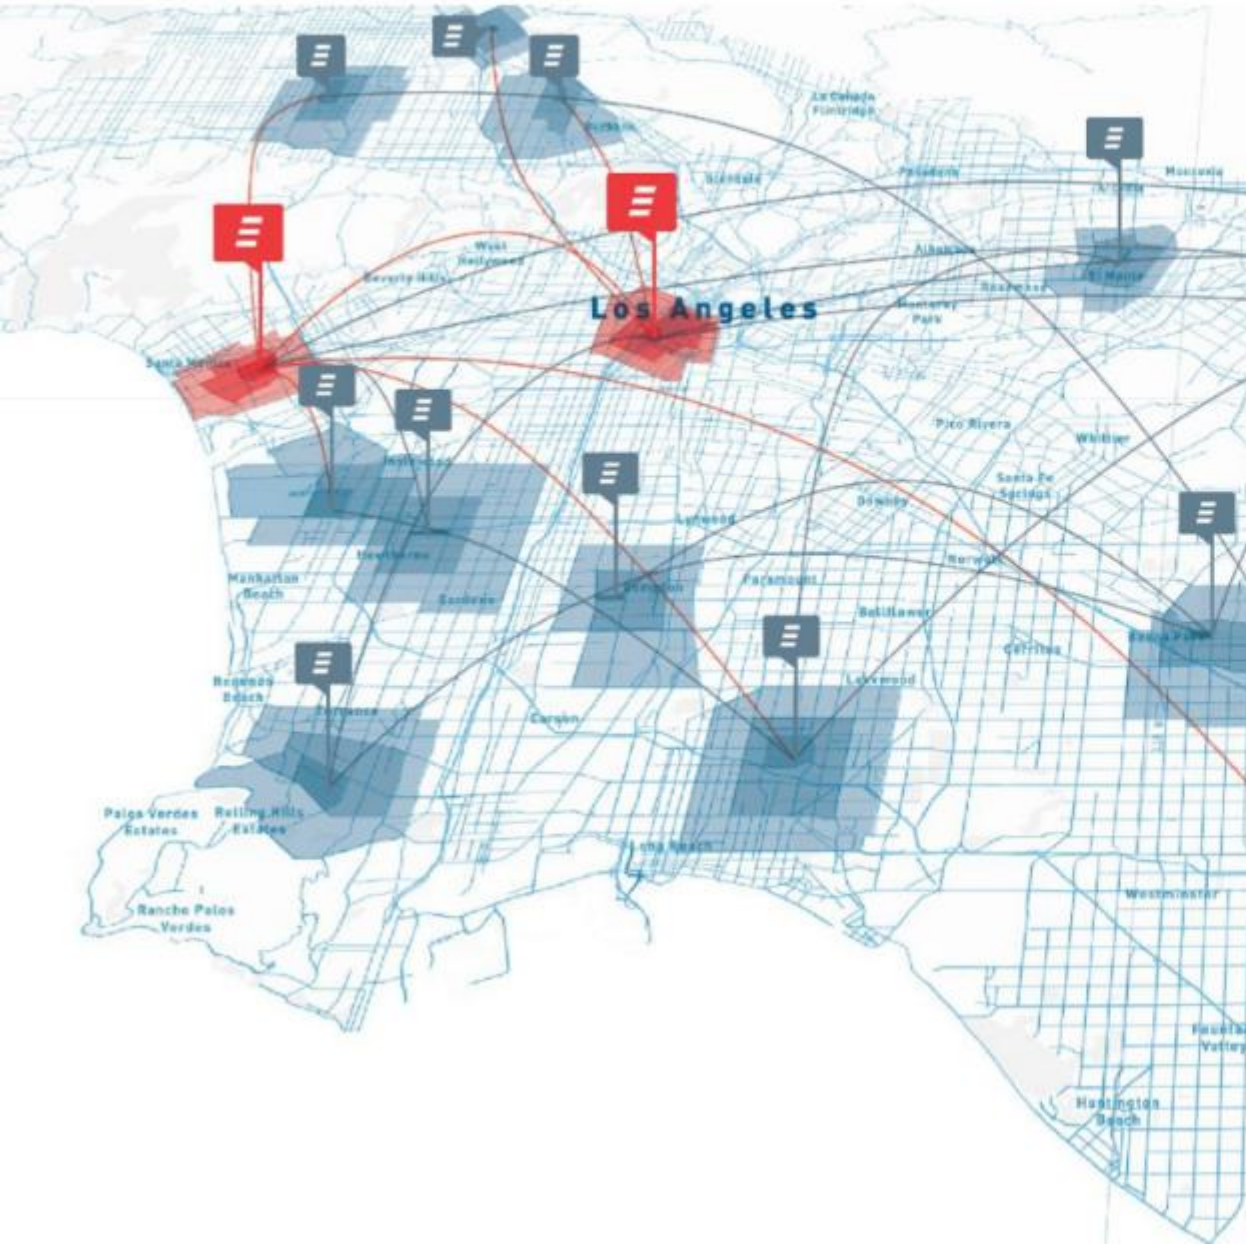 La Canada
Flintridge
Burbank
Glendale
Pasadena
Monrovia
Arcadia
West
Hollywood
Beverly Hills
Alhambra
El Monte
Rosemead
Monterey
Park
Los Angeles
Santa Monica
Pico Rivera
Whittier
Inglewood
Santa Fe
Springs
Downey
Lynwood
Hawthorne
Norwalk
Manhattan
Beach
Compton
Paramount
Gardena
Bellflower
Buena Park
Cerritos
Redondo
Beach
Lakewood
Torrance
Carson
Palos Verdes
Estates
Rolling Hills
Estates
Long Beach
Westminster
Rancho Palos
Verdes
Valley
Huntington
Beach